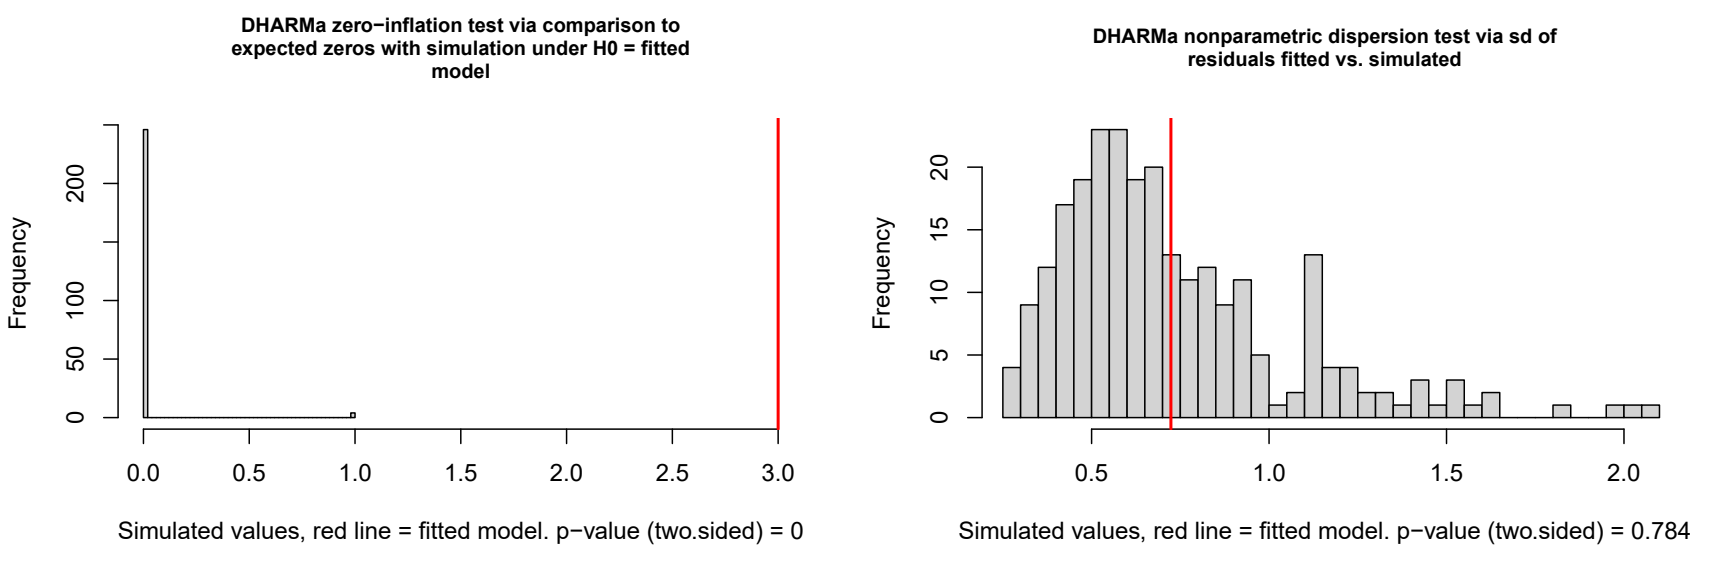 DHARMa zero−inflation test via comparison to
expected zeros with simulation under H0 = fitted
model
Frequency
200
100
50
0
0.0 0.5 1.0 1.5 2.0 2.5 3.0
Simulated values, red line = fitted model. p−value (two.sided) = 0
DHARMa nonparametric dispersion test via sd of
residuals fitted vs. simulated
Frequency
20
15
10
5
0
0.5 1.0 1.5 2.0
Simulated values, red line = fitted model. p−value (two.sided) = 0.784